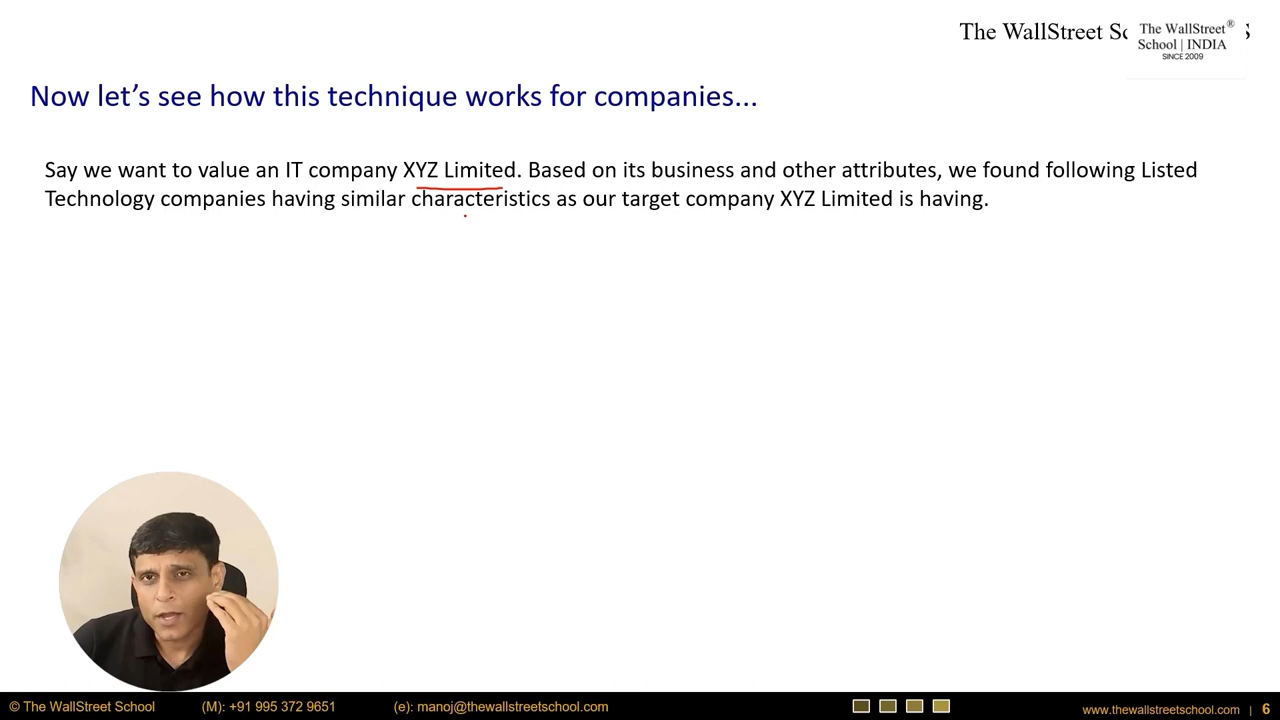 The WallStreet Sc
The WallStreet®
School | INDIA
SINCE 2009
S
Now let’s see how this technique works for companies...
Say we want to value an IT company XYZ Limited. Based on its business and other attributes, we found following Listed
Technology companies having similar characteristics as our target company XYZ Limited is having.
© The WallStreet School (M): +91 995 372 9651 (e): manoj@thewallstreetschool.com www.thewallstreetschool.com | 6